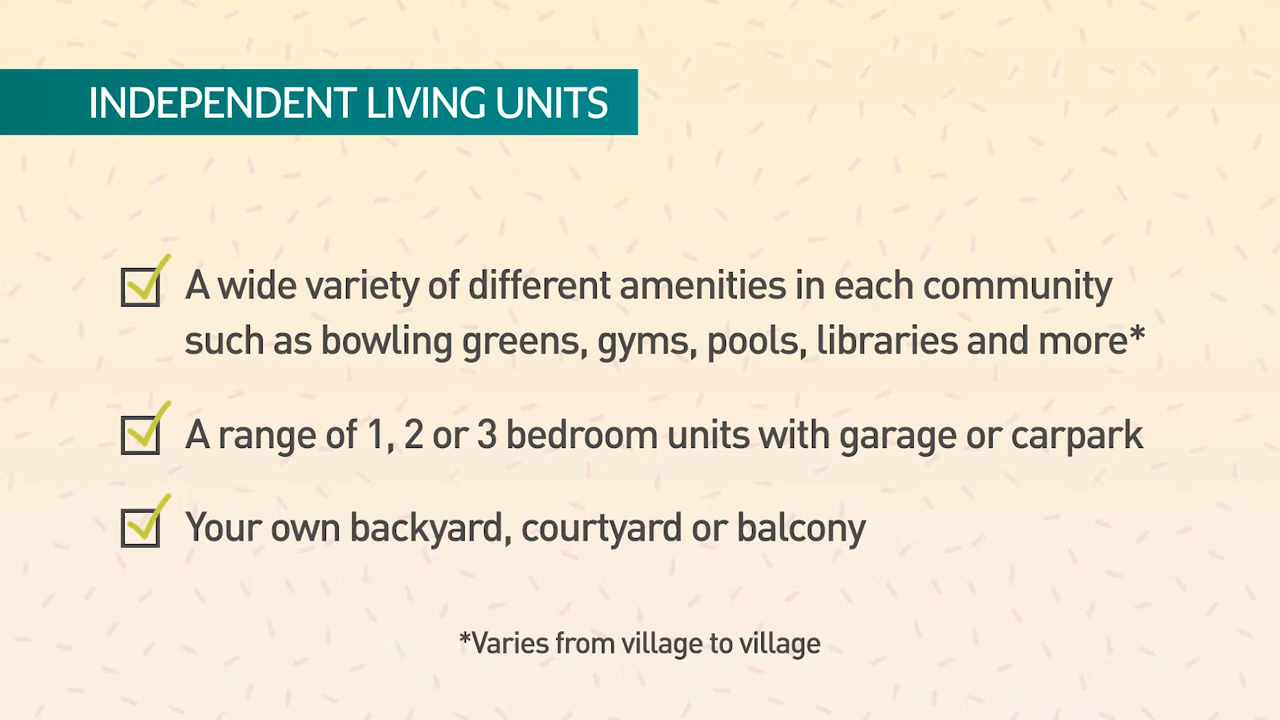 INDEPENDENT LIVING UNITS
A wide variety of different amenities in each community
such as bowling greens, gyms, pools, libraries and more*
A range of 1, 2 or 3 bedroom units with garage or carpark
Your own backyard, courtyard or balcony
*Varies from village to village